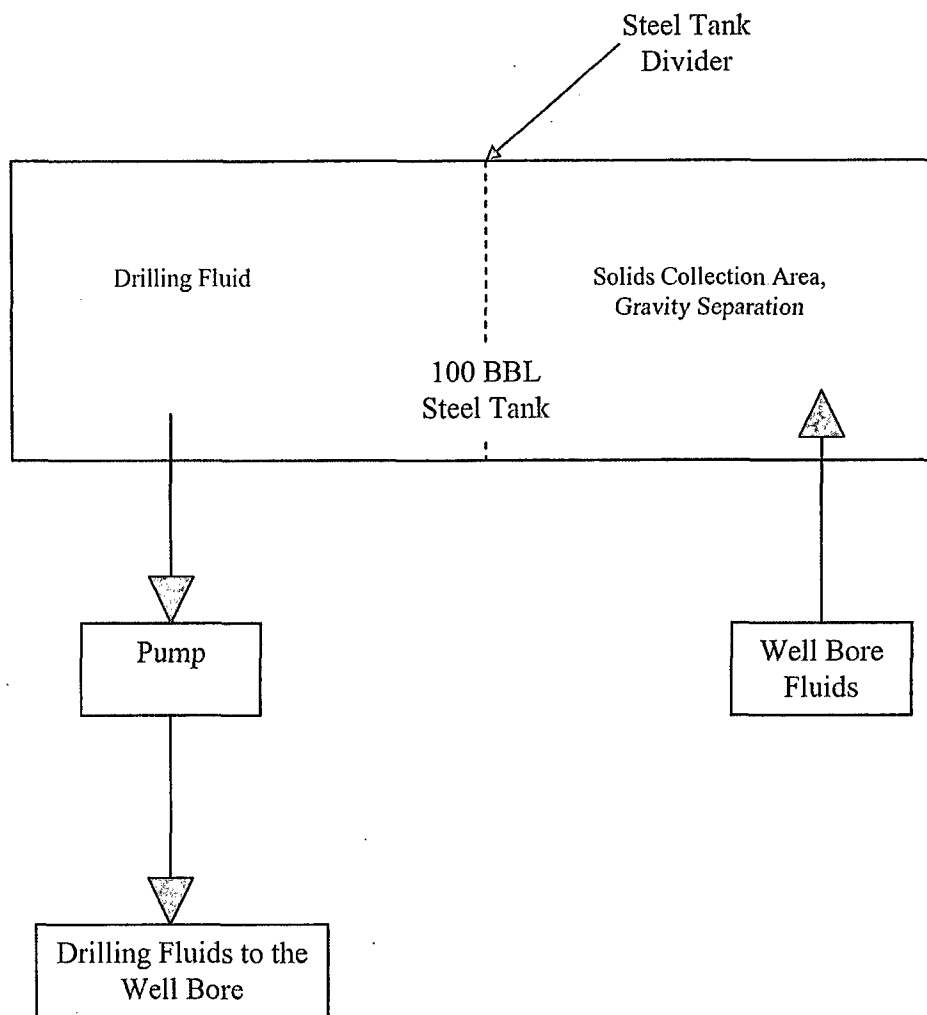 Steel Tank
Divider
Drilling Fluid
Solids Collection Area,
Gravity Separation
100 BBL
Steel Tank
Pump
Well Bore
Fluids
Drilling Fluids to the
Well Bore